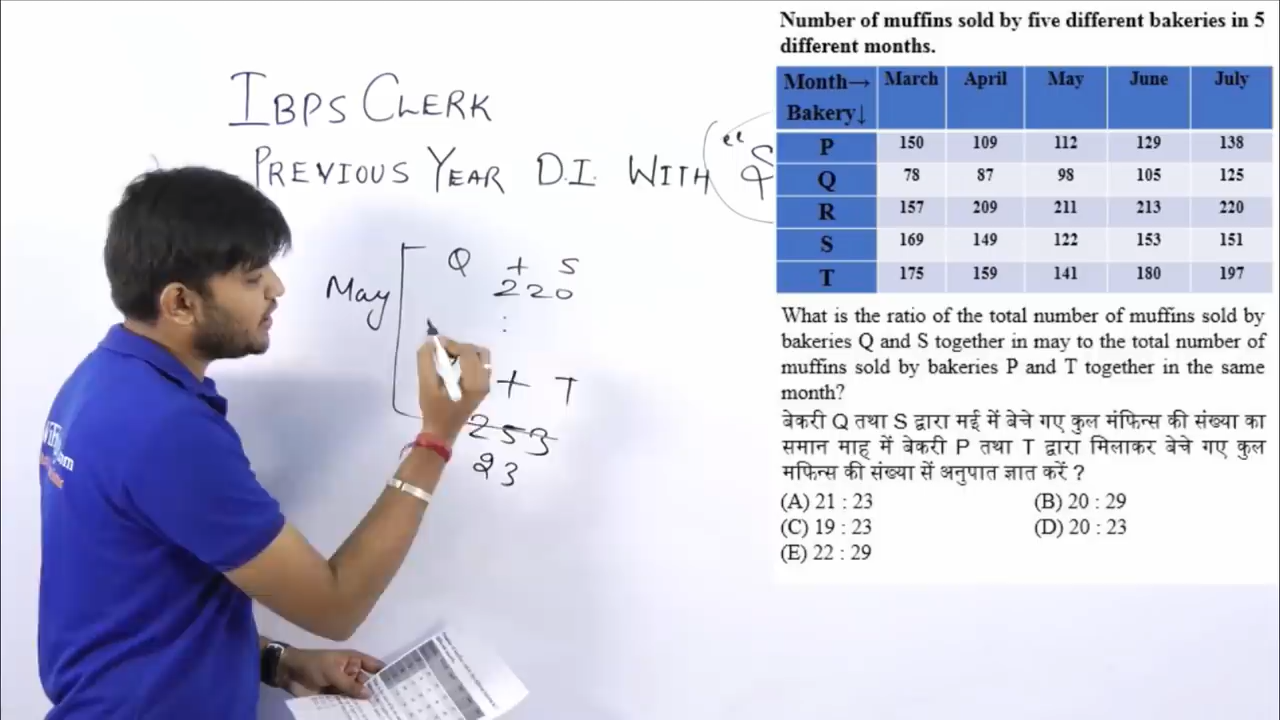 IBPS CLERK
PREVIOUS YEAR D.I. WITH "S
May
Q + S
220
:
+ T
253
23
Number of muffins sold by five different bakeries in 5
different months.
Month→ March April May June July
Bakery↓
P 150 109 112 129 138
Q 78 87 98 105 125
R 157 209 211 213 220
S 169 149 122 153 151
T 175 159 141 180 197
What is the ratio of the total number of muffins sold by
bakeries Q and S together in may to the total number of
muffins sold by bakeries P and T together in the same
month?
बेकरी Q तथा S द्वारा मई में बेचे गए कुल मंफिन्स की संख्या का
समान माह में बेकरी P तथा T द्वारा मिलाकर बेचे गए कुल
मफिन्स की संख्या सें अनुपात ज्ञात करें ?
(A) 21 : 23 (B) 20 : 29
(C) 19 : 23 (D) 20 : 23
(E) 22 : 29